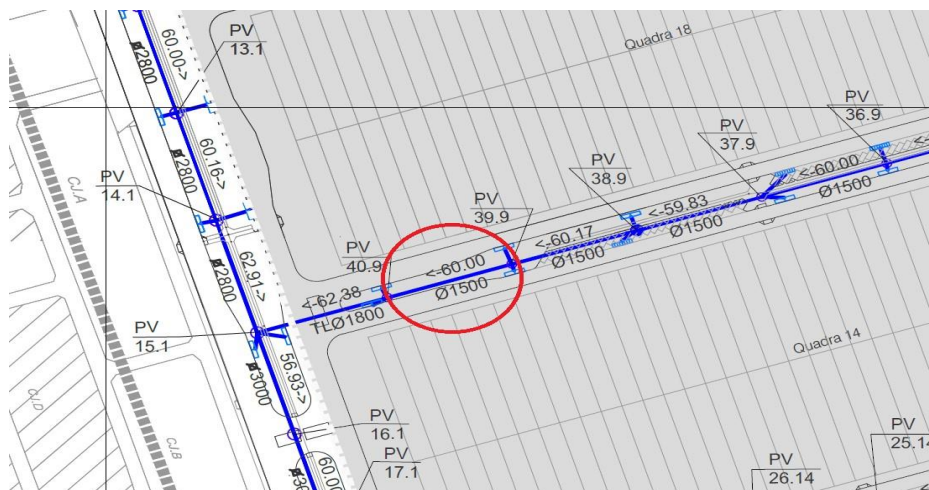 PV
13.1
60.00->
Ø2800
Quadra 18
PV
36.9
PV
37.9
<-60.00
Ø1500
60.16->
Ø2800
PV
14.1
PV
38.9
<-59.83
Ø1500
PV
39.9
<-60.17
Ø1500
PV
40.9
<-60.00
Ø1500
62.91->
Ø2800
<-62.38
TLØ1800
PV
15.1
CJ.A
Quadra 14
56.93->
Ø3000
CJ.D
CJ.B
PV
16.1
PV
17.1
PV
25.14
PV
26.14